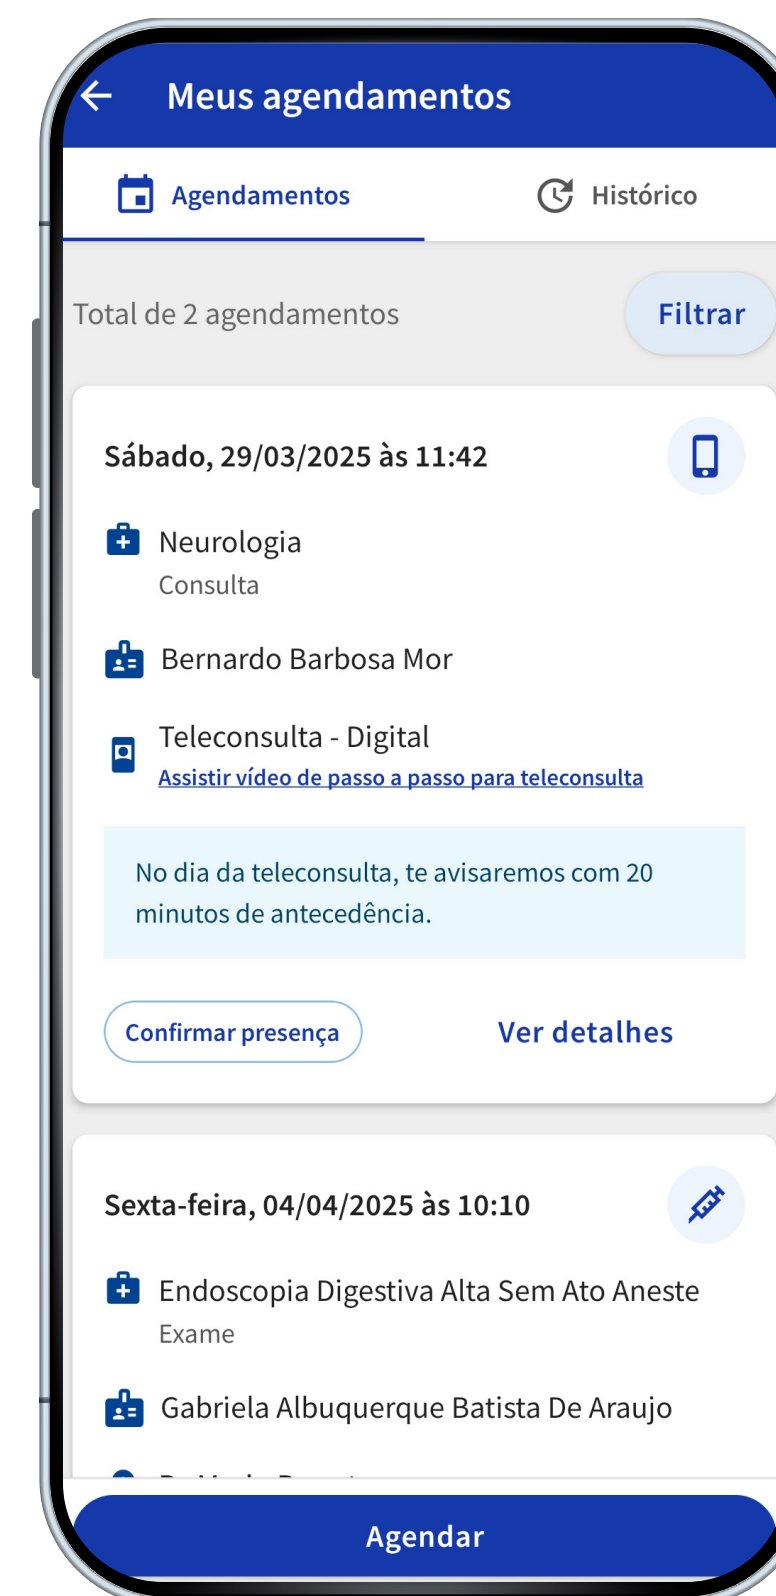 Meus agendamentos
Agendamentos
Histórico
Total de 2 agendamentos
Filtrar
Sábado, 29/03/2025 às 11:42
Neurologia
Consulta
Bernardo Barbosa Mor
Teleconsulta - Digital
Assistir vídeo de passo a passo para teleconsulta
No dia da teleconsulta, te avisaremos com 20
minutos de antecedência.
Confirmar presença
Ver detalhes
Sexta-feira, 04/04/2025 às 10:10
Endoscopia Digestiva Alta Sem Ato Aneste
Exame
Gabriela Albuquerque Batista De Araujo
Agendar